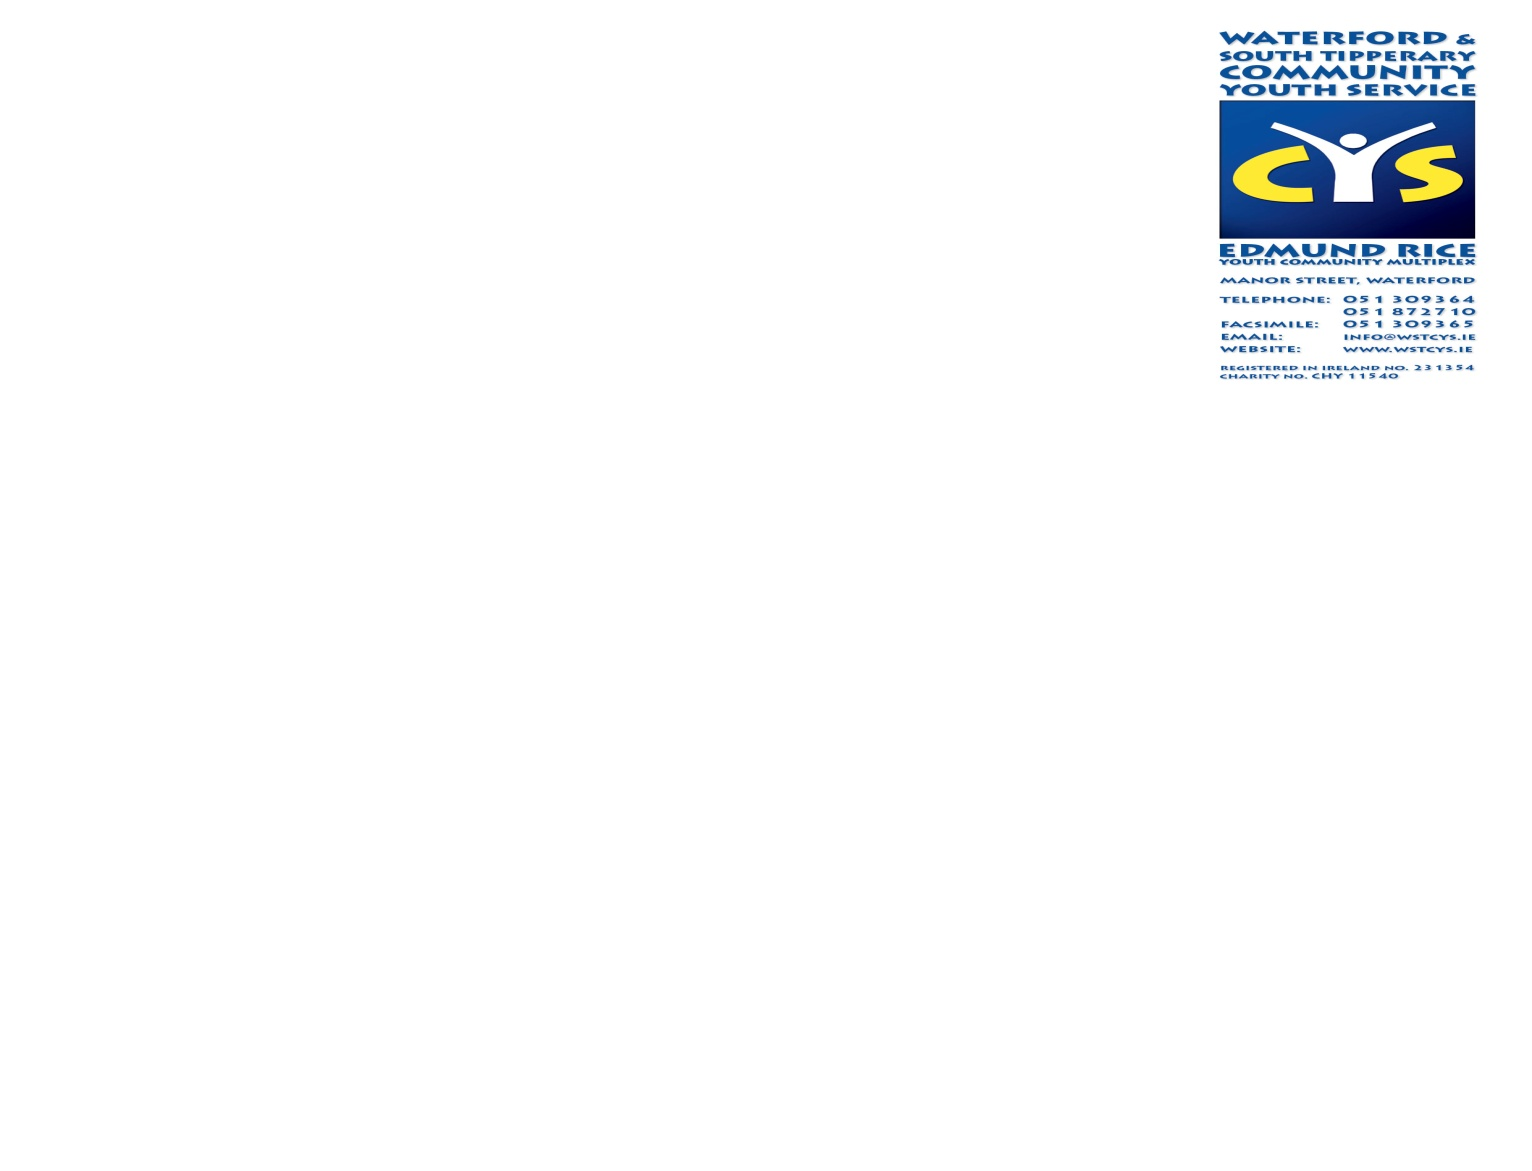 WATERFORD &
SOUTH TIPPERARY
COMMUNITY
YOUTH SERVICE
CYS
EDMUND RICE
YOUTH COMMUNITY MULTIPLEX
MANOR STREET, WATERFORD
TELEPHONE: 051 309364
051 872710
FACSIMILE: 051 309365
EMAIL: INFO@WSTCYS.IE
WEBSITE: WWW.WSTCYS.IE
REGISTERED IN IRELAND NO. 231354
CHARITY NO. CHY 11540